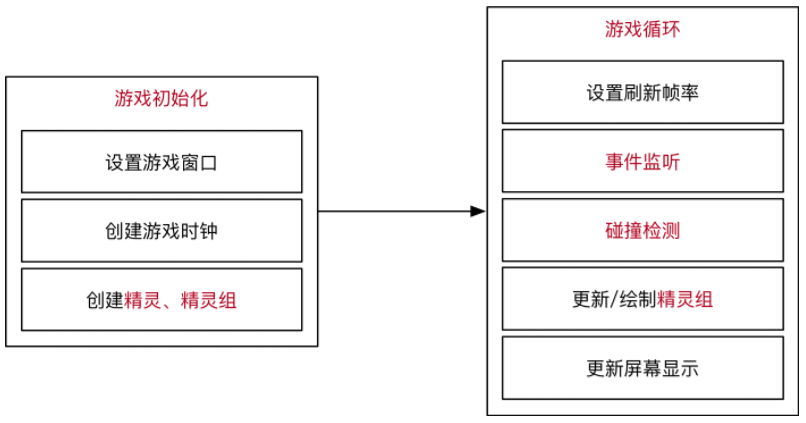 游戏初始化
设置游戏窗口
创建游戏时钟
创建精灵、精灵组
游戏循环
设置刷新帧率
事件监听
碰撞检测
更新/绘制精灵组
更新屏幕显示